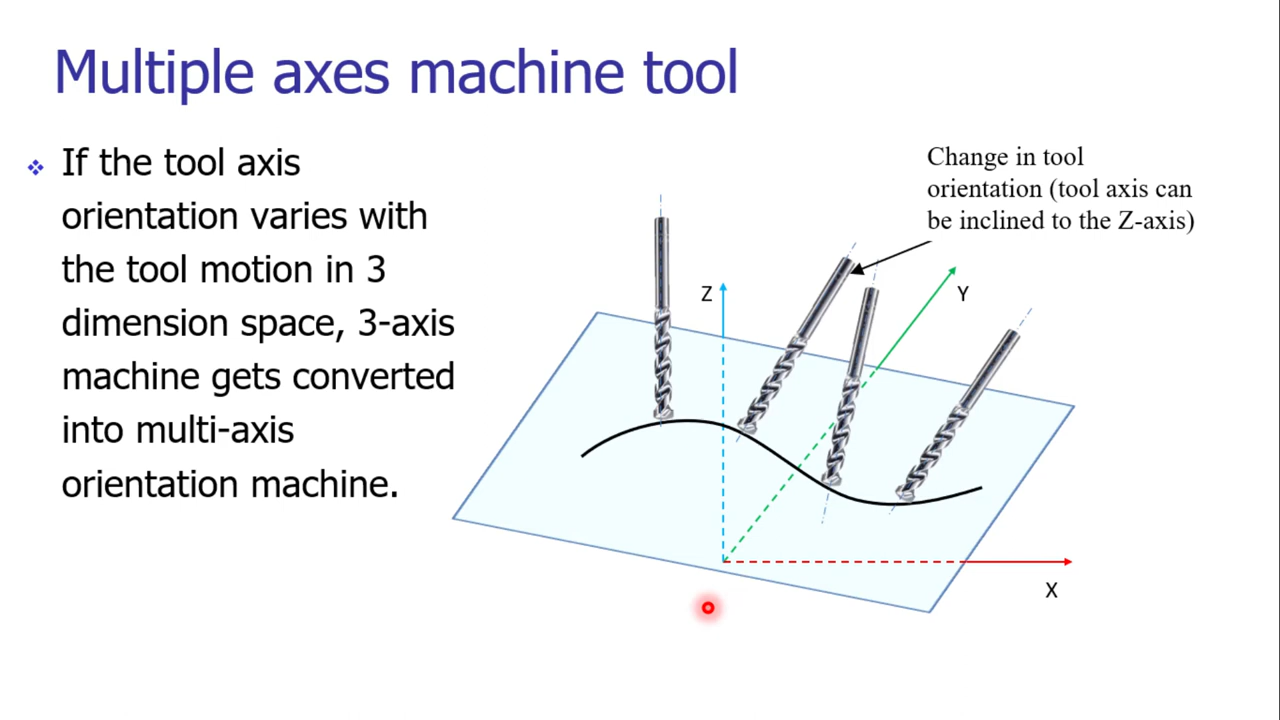 Multiple axes machine tool
If the tool axis
orientation varies with
the tool motion in 3
dimension space, 3-axis
machine gets converted
into multi-axis
orientation machine.
Change in tool
orientation (tool axis can
be inclined to the Z-axis)
Z
Y
X